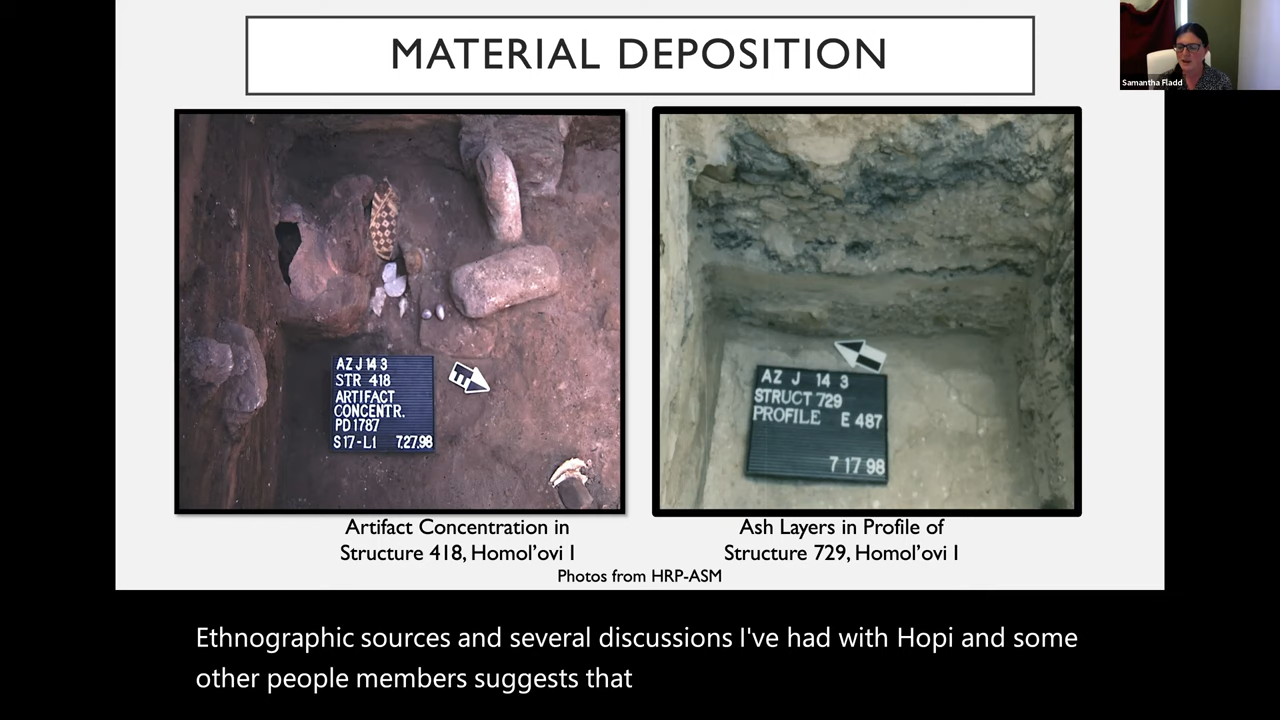 MATERIAL DEPOSITION
Samantha Fladd
AZ J 14 3
STR 418
ARTIFACT
CONCENTR.
PD 1787
S17-L1 7.27.98
E
AZ J 14 3
STRUCT 729
PROFILE E 487
7 17 98
Artifact Concentration in
Structure 418, Homol'ovi I
Ash Layers in Profile of
Structure 729, Homol'ovi I
Photos from HRP-ASM
Ethnographic sources and several discussions I've had with Hopi and some
other people members suggests that